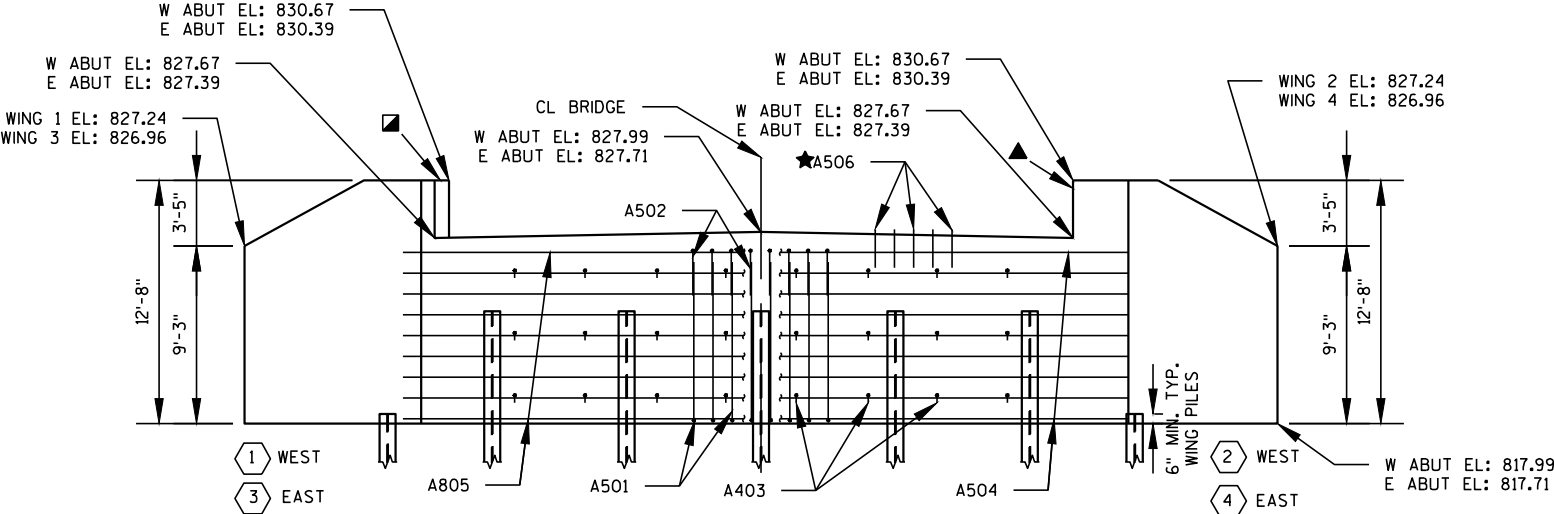 W ABUT EL: 830.67
E ABUT EL: 830.39
W ABUT EL: 827.67
E ABUT EL: 827.39
WING 1 EL: 827.24
WING 3 EL: 826.96
CL BRIDGE
W ABUT EL: 827.99
E ABUT EL: 827.71
W ABUT EL: 830.67
E ABUT EL: 830.39
W ABUT EL: 827.67
E ABUT EL: 827.39
A506
WING 2 EL: 827.24
WING 4 EL: 826.96
A502
3'-5"
12'-8"
9'-3"
3'-5"
12'-8"
9'-3"
6" MIN. TYP.
WING PILES
1 WEST
3 EAST
A805
A501
A403
A504
2 WEST
4 EAST
W ABUT EL: 817.99
E ABUT EL: 817.71